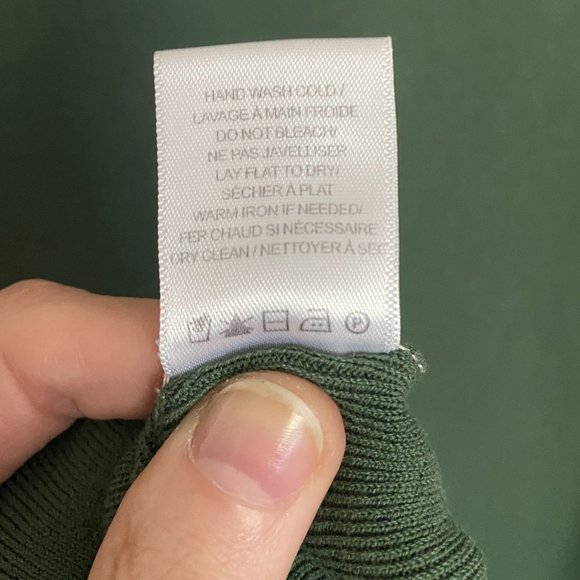 HAND WASH COLD /
LAVAGE À MAIN FROIDE
DO NOT BLEACH/
NE PAS JAVELLISER
LAY FLAT TO DRY/
SÉCHER À PLAT
WARM IRON IF NEEDED/
FER CHAUD SI NÉCESSAIRE
DRY CLEAN / NETTOYER À SEC
P